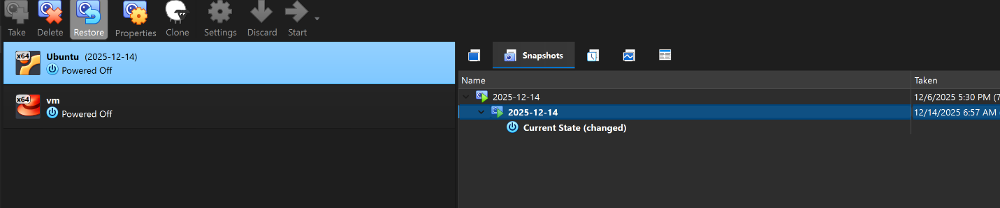 Take Delete Restore Properties Clone Settings Discard Start
x64 Ubuntu (2025-12-14)
Powered Off
x64 vm
Powered Off
Snapshots
Name Taken
2025-12-14 12/6/2025 5:30 PM (7
2025-12-14 12/14/2025 6:57 AM (
Current State (changed)